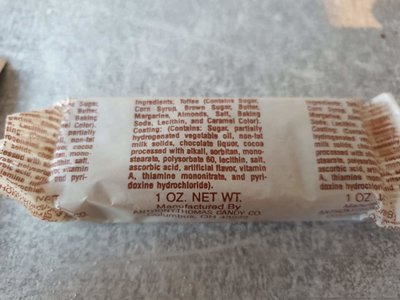 Ingredients: Toffee (Contains Sugar,
Corn Syrup, Brown Sugar, Butter,
Margarine, Almonds, Salt, Baking
Soda, Lecithin, and Caramel Color).
Coating: (Contains: Sugar, partially
hydrogenated vegetable oil, non-fat
milk solids, chocolate liquor, cocoa
processed with alkali, sorbitan, mono-
stearate, polysorbate 60, lecithin, salt,
ascorbic acid, artificial flavor, vitamin
A, thiamine mononitrate, and pyri-
doxine hydrochloride).
1 OZ. NET WT.
Manufactured By
ANTHONY-THOMAS CANDY CO.
Columbus, OH